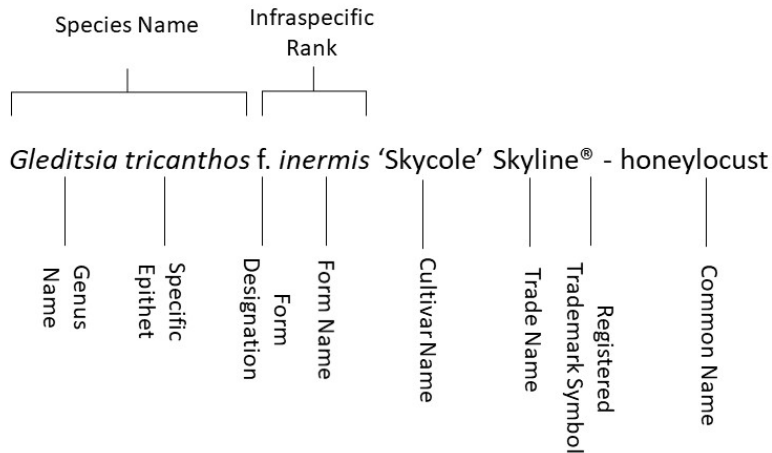 Species Name
Infraspecific
Rank
Gleditsia tricanthos f. inermis ‘Skycole’ Skyline® - honeylocust
Genus
Name
Specific
Epithet
Form
Designation
Form Name
Cultivar Name
Trade Name
Registered
Trademark Symbol
Common Name